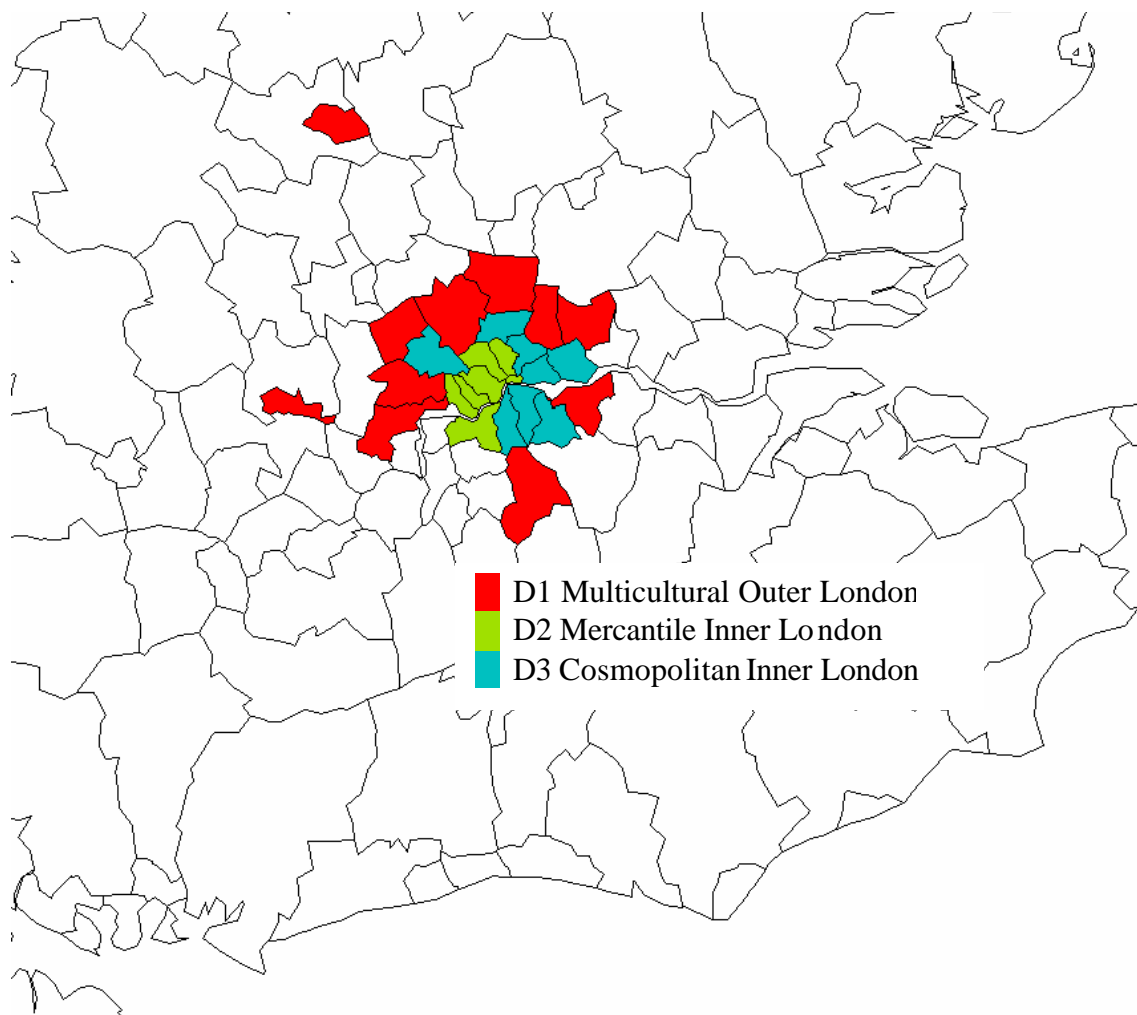 D1 Multicultural Outer London
D2 Mercantile Inner London
D3 Cosmopolitan Inner London